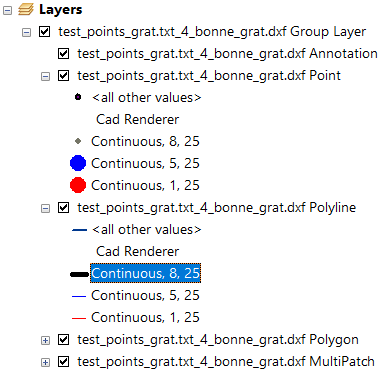 Layers
test_points_grat.txt_4_bonne_grat.dxf Group Layer
test_points_grat.txt_4_bonne_grat.dxf Annotation
test_points_grat.txt_4_bonne_grat.dxf Point
<all other values>
Cad Renderer
Continuous, 8, 25
Continuous, 5, 25
Continuous, 1, 25
test_points_grat.txt_4_bonne_grat.dxf Polyline
<all other values>
Cad Renderer
Continuous, 8, 25
Continuous, 5, 25
Continuous, 1, 25
test_points_grat.txt_4_bonne_grat.dxf Polygon
test_points_grat.txt_4_bonne_grat.dxf MultiPatch